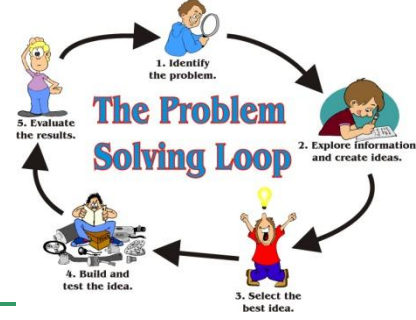 The Problem
Solving Loop
1. Identify
the problem.
2. Explore information
and create ideas.
3. Select the
best idea.
4. Build and
test the idea.
5. Evaluate
the results.